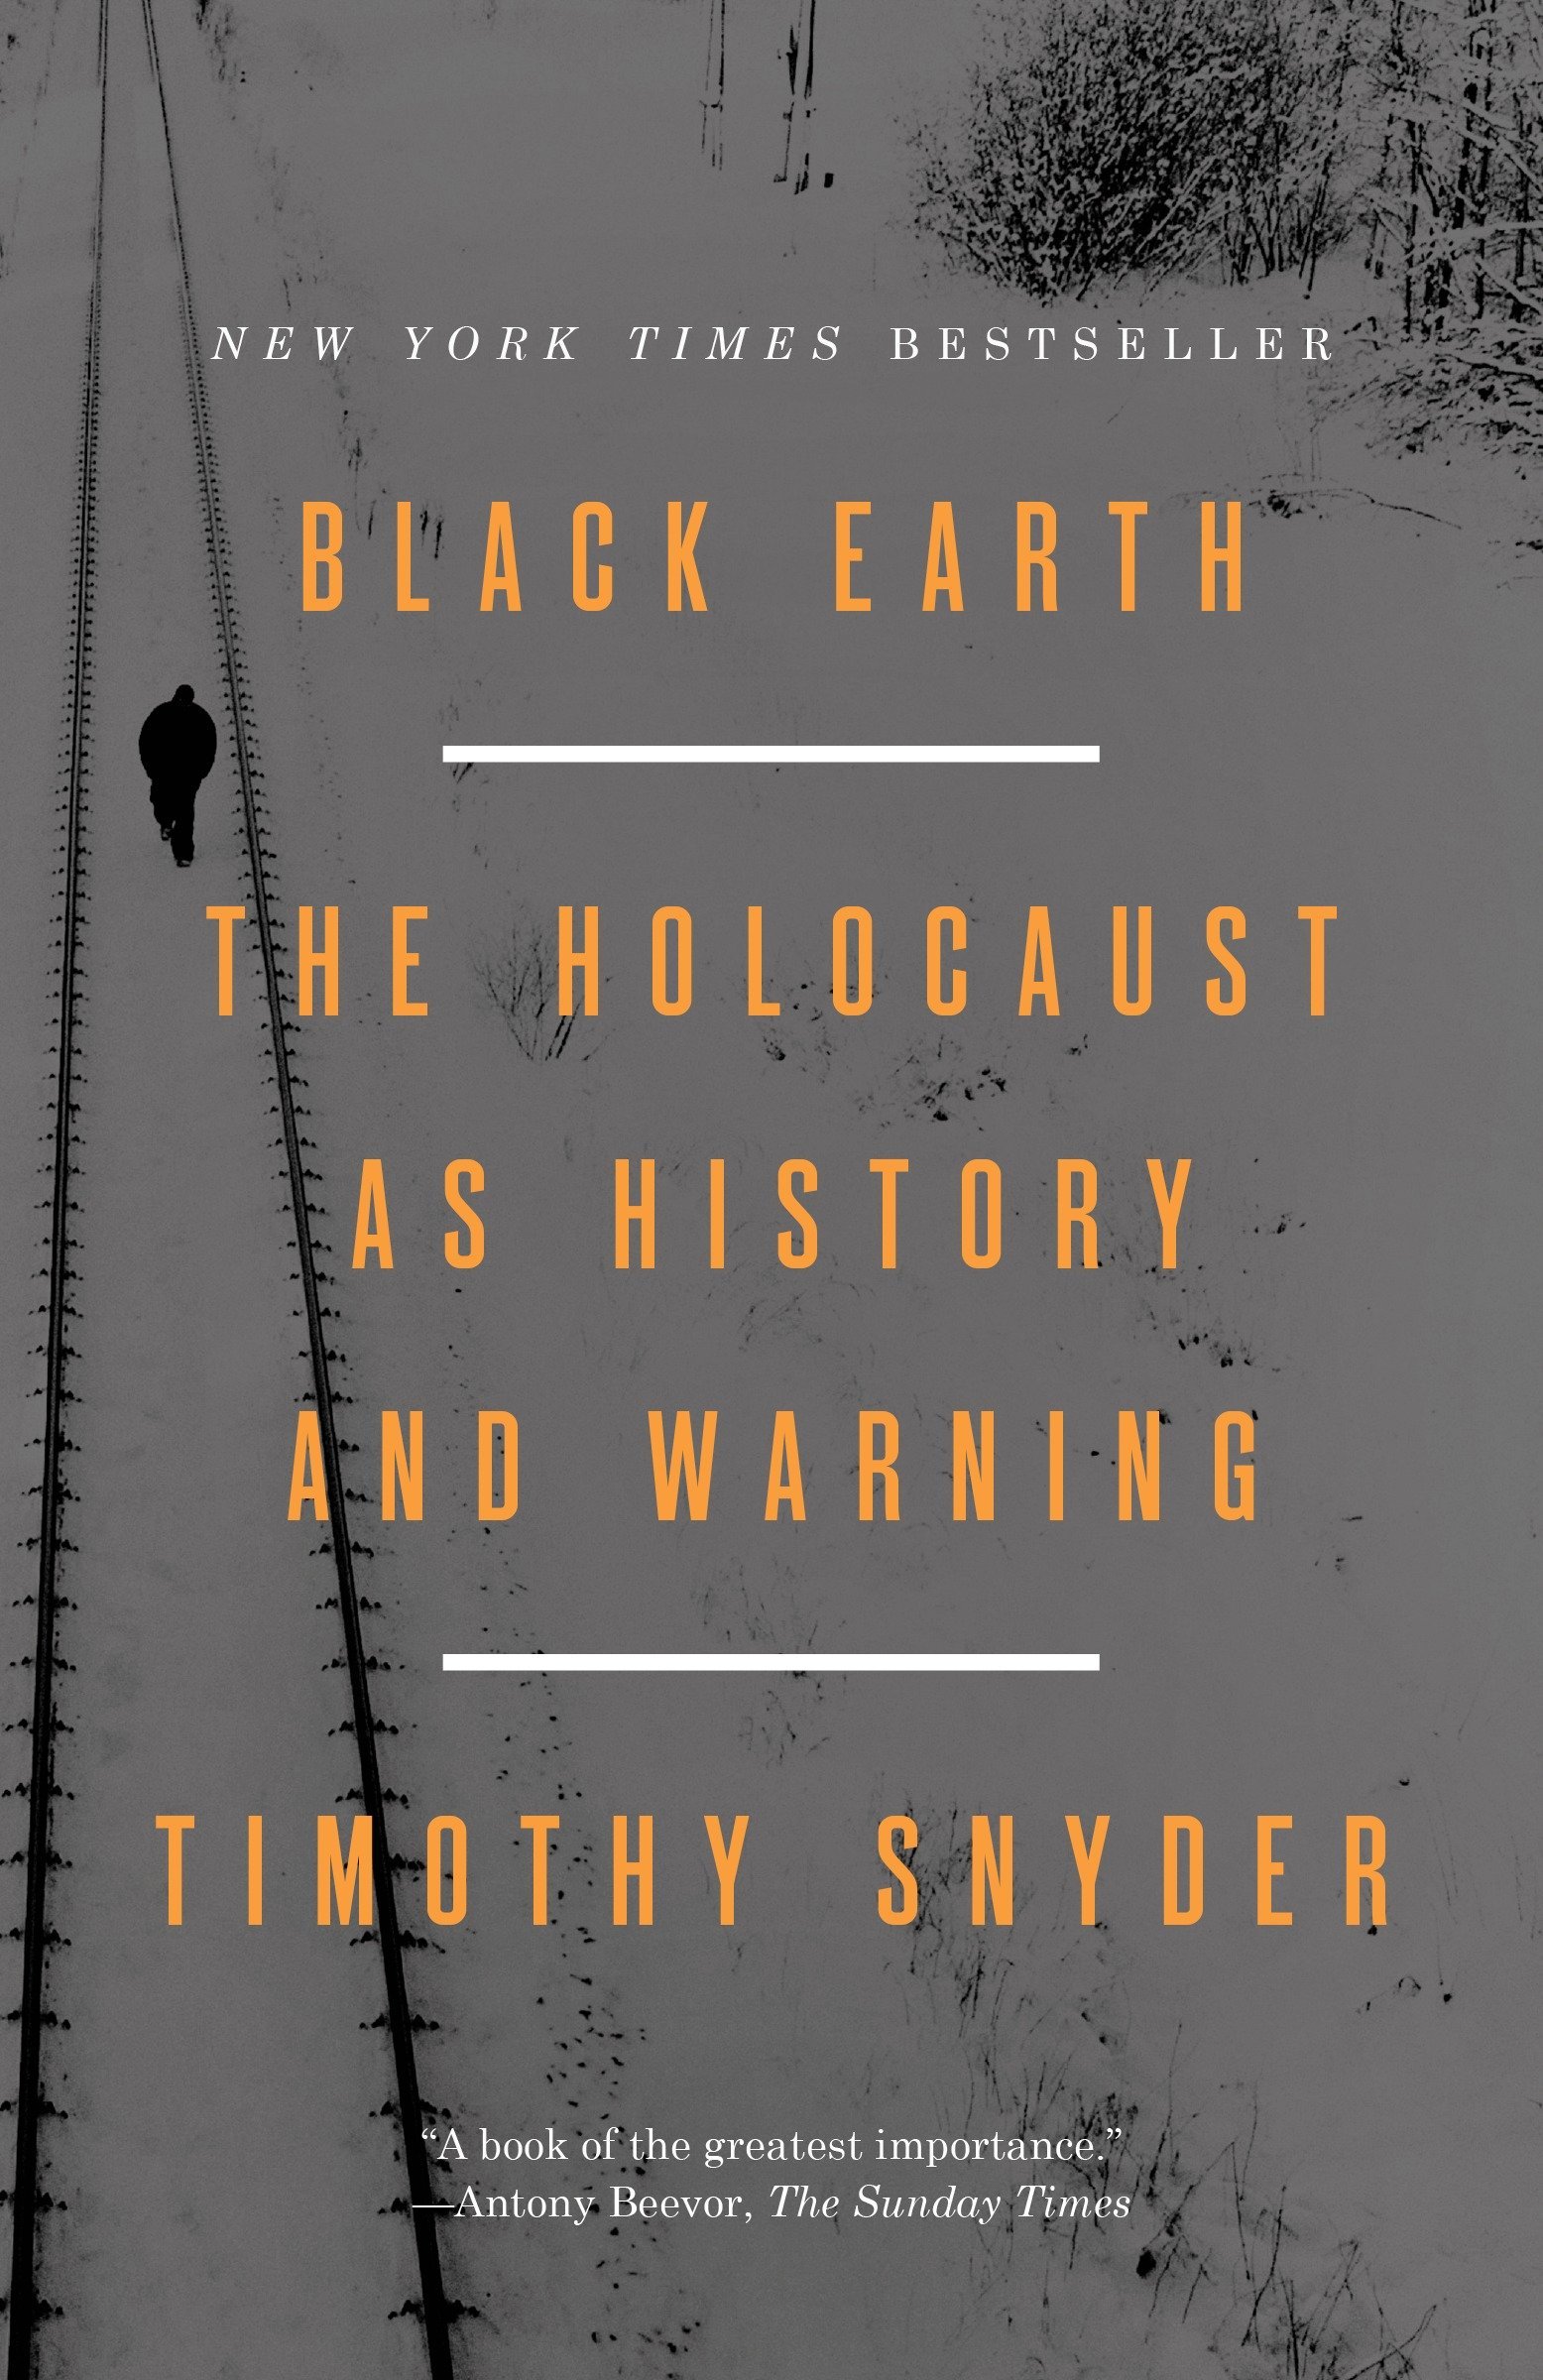 NEW YORK TIMES BESTSELLER
BLACK EARTH
THE HOLOCAUST
AS HISTORY
AND WARNING
TIMOTHY SNYDER
“A book of the greatest importance.”
—Antony Beevor, The Sunday Times